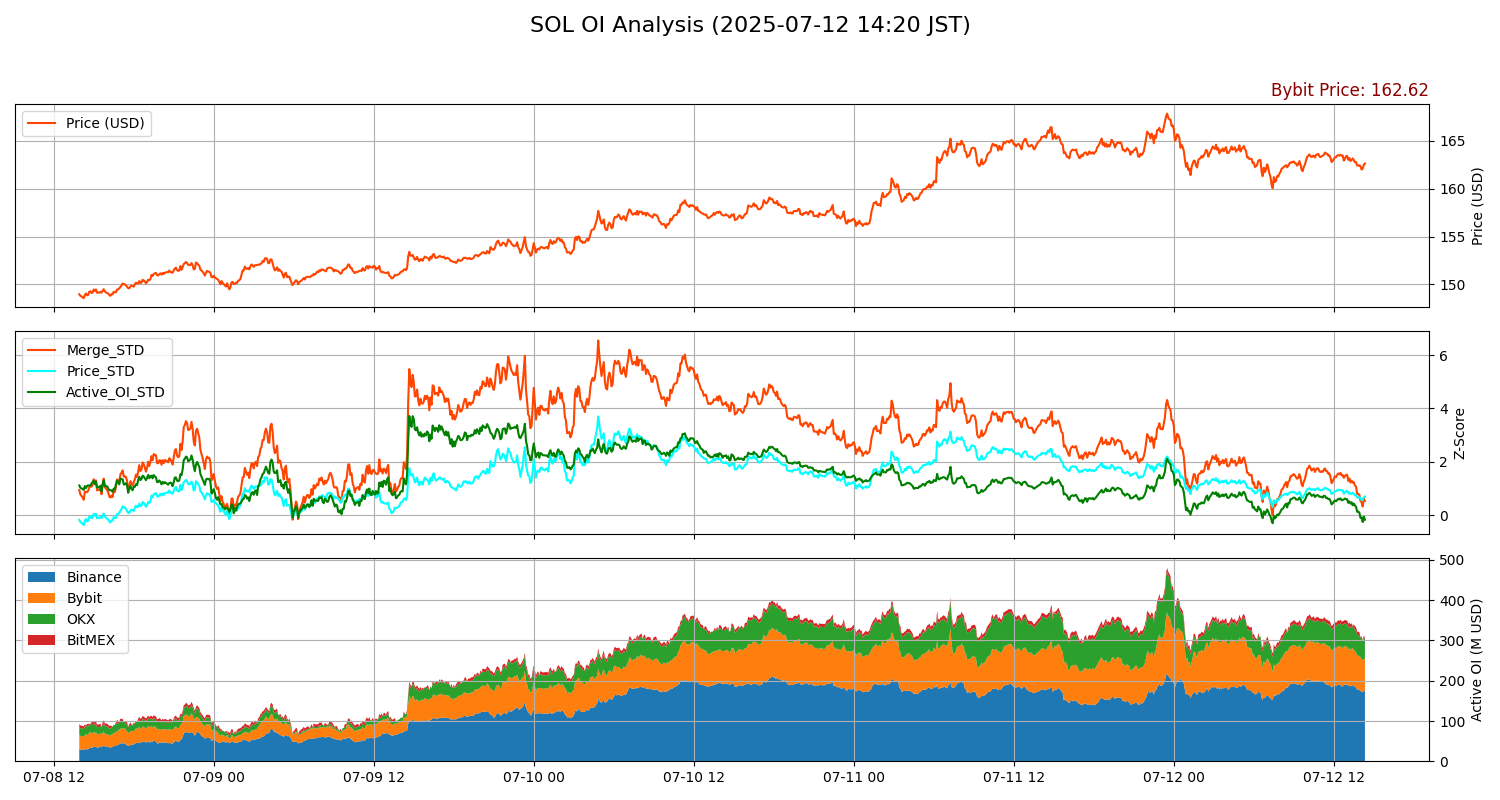 SOL OI Analysis (2025-07-12 14:20 JST)
Bybit Price: 162.62
Price (USD)
165
160
155
150
Price (USD)
Merge_STD
Price_STD
Active_OI_STD
6
4
2
0
Z-Score
Binance
Bybit
OKX
BitMEX
500
400
300
200
100
0
Active OI (M USD)
07-08 12
07-09 00
07-09 12
07-10 00
07-10 12
07-11 00
07-11 12
07-12 00
07-12 12